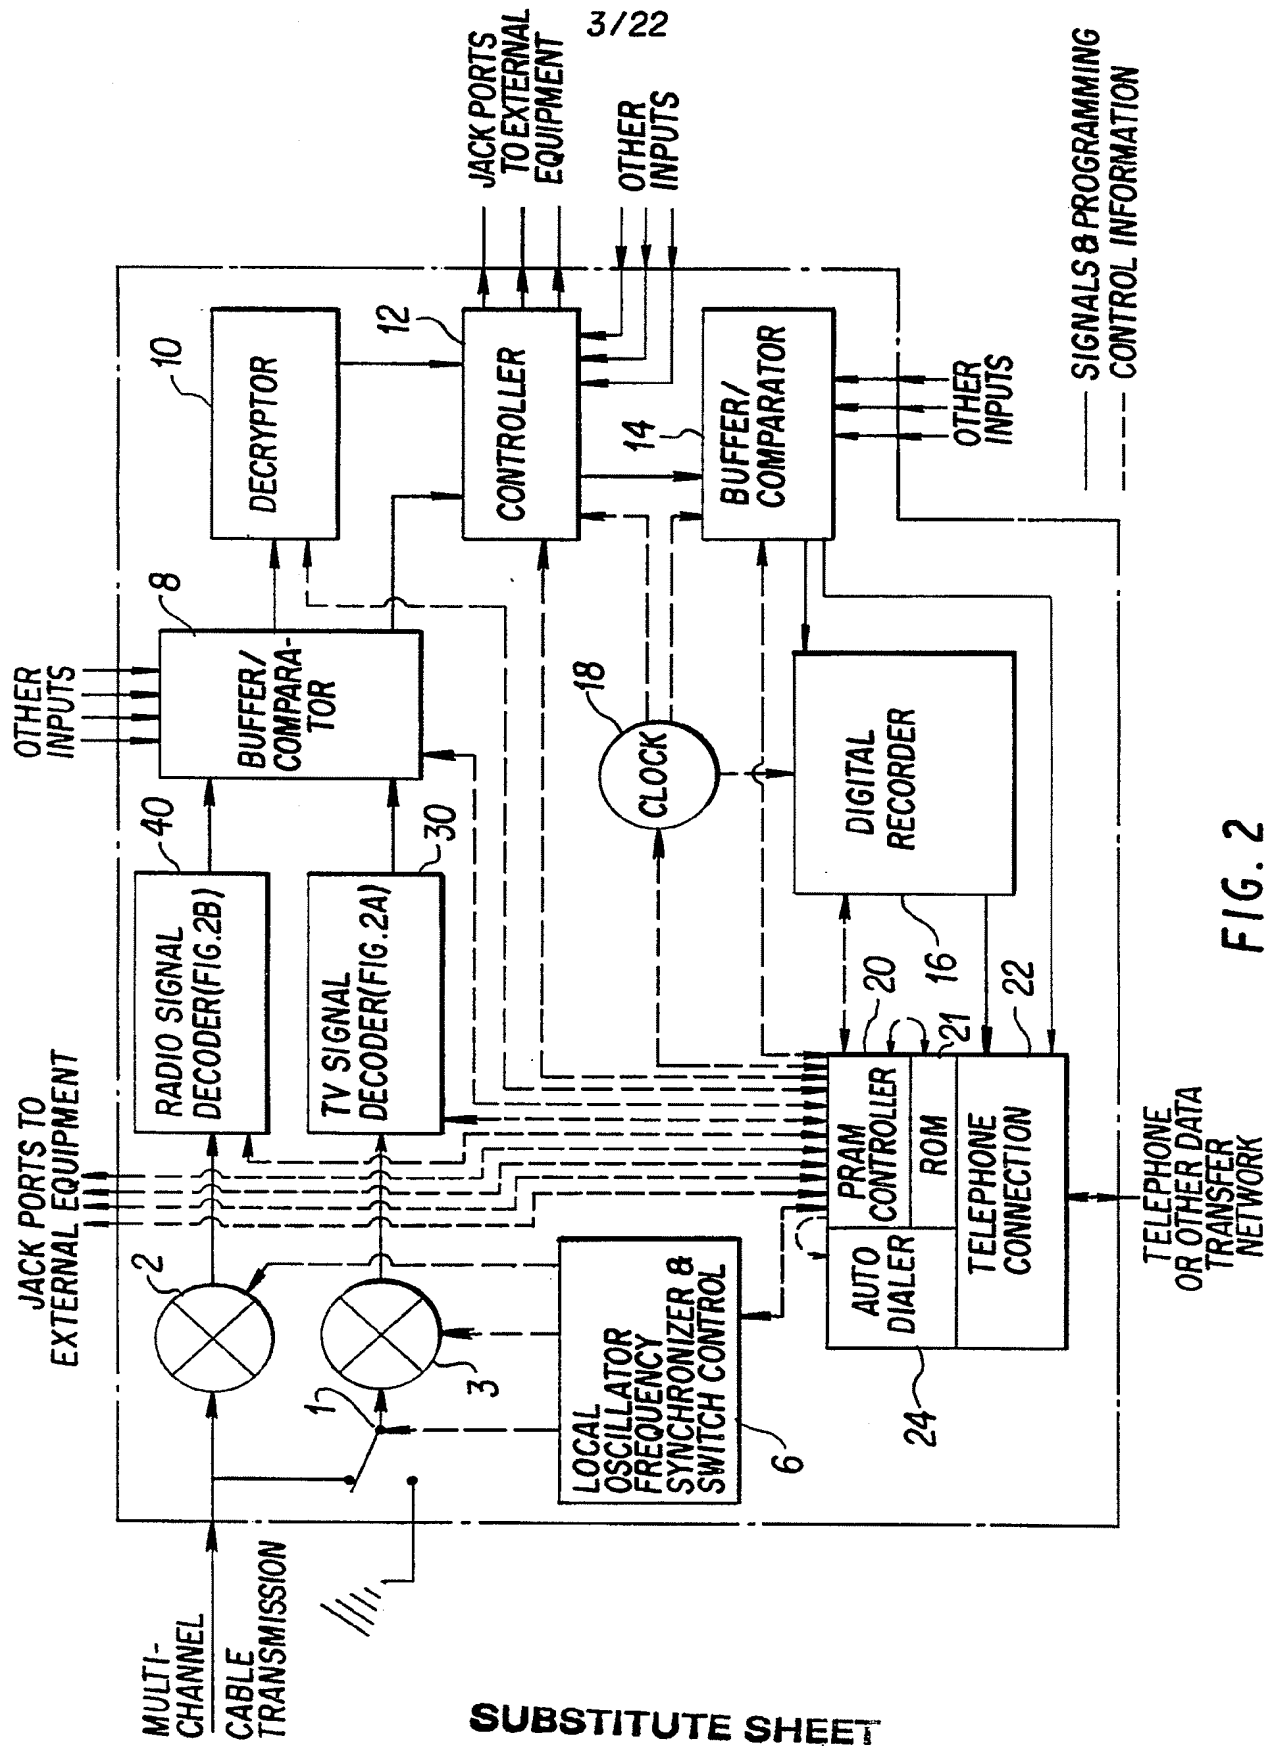 3/22
MULTI-
CHANNEL
CABLE
TRANSMISSION
JACK PORTS TO
EXTERNAL EQUIPMENT
OTHER
INPUTS
2
40
RADIO SIGNAL
DECODER(FIG.2B)
8
BUFFER/
COMPARA-
TOR
10
DECRYPTOR
1
3
TV SIGNAL
DECODER(FIG.2A)
30
12
CONTROLLER
JACK PORTS
TO EXTERNAL
EQUIPMENT
OTHER
INPUTS
LOCAL
OSCILLATOR
FREQUENCY
SYNCHRONIZER &
SWITCH CONTROL
6
18
CLOCK
14
BUFFER/
COMPARATOR
OTHER
INPUTS
DIGITAL
RECORDER
16
PRAM
CONTROLLER
20
ROM
21
AUTO
DIALER
24
TELEPHONE
CONNECTION
22
TELEPHONE
OR OTHER DATA
TRANSFER
NETWORK
SIGNALS & PROGRAMMING
CONTROL INFORMATION
FIG. 2
SUBSTITUTE SHEET